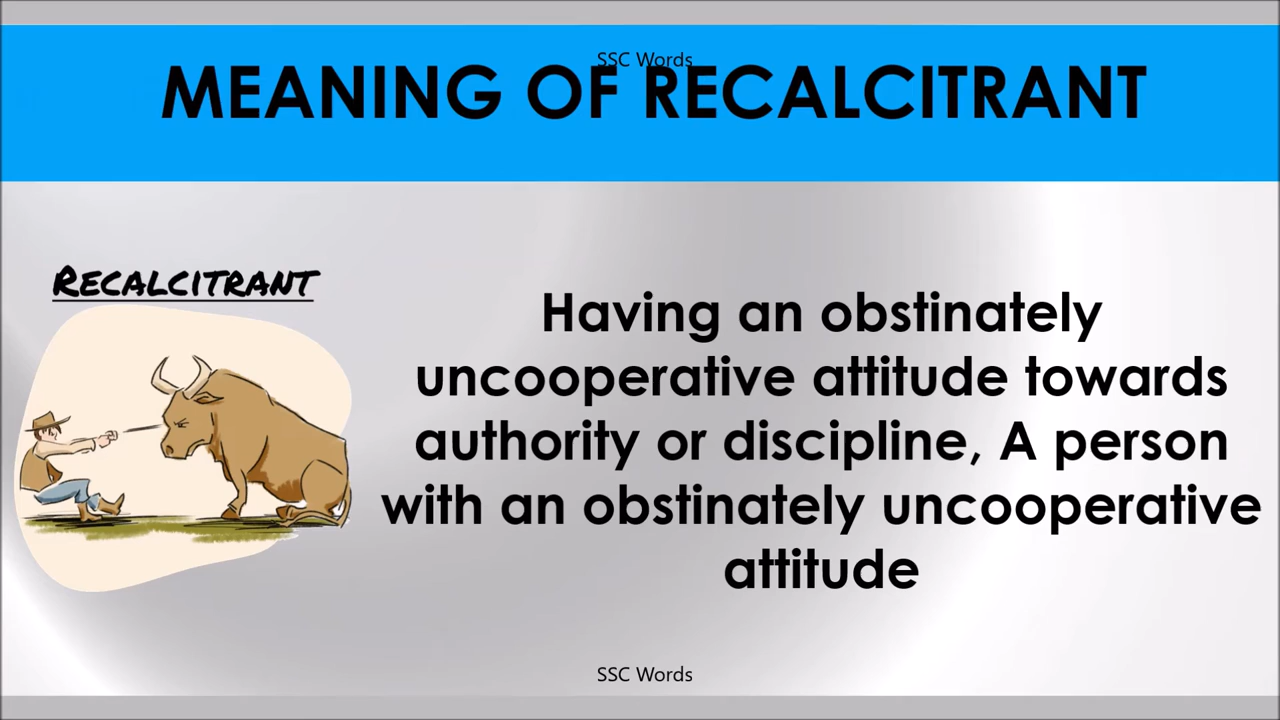 SSC Words
MEANING OF RECALCITRANT
RECALCITRANT
Having an obstinately
uncooperative attitude towards
authority or discipline, A person
with an obstinately uncooperative
attitude
SSC Words